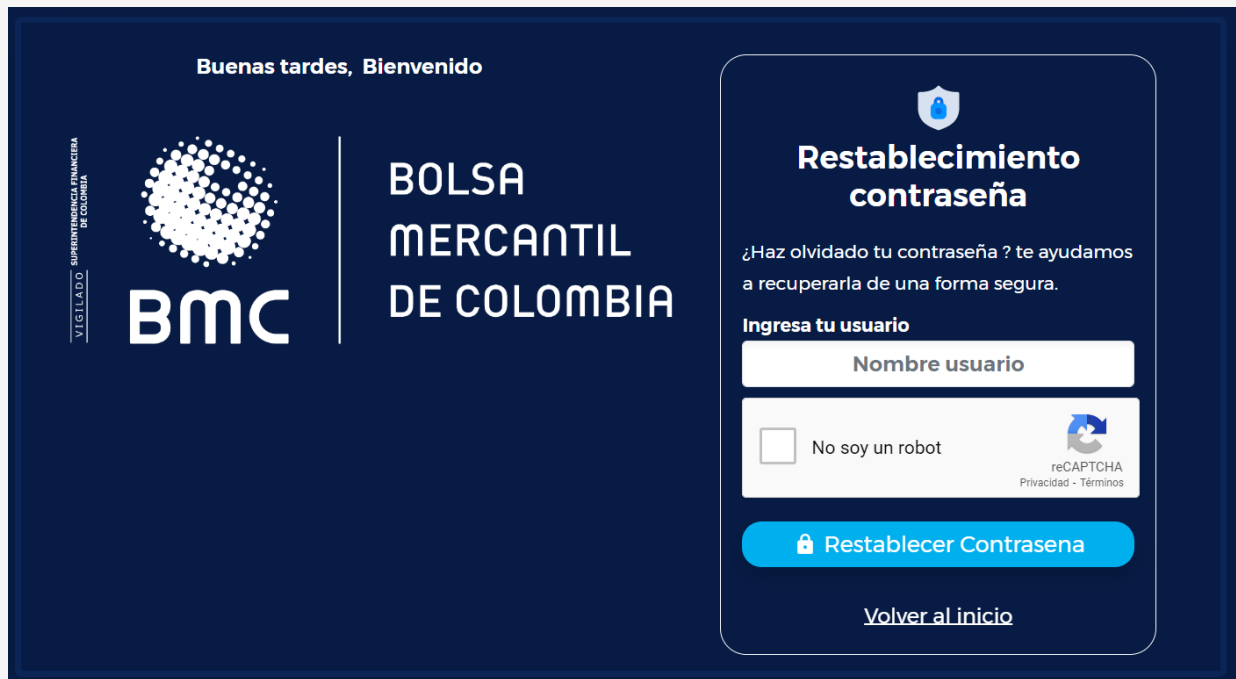 Buenas tardes, Bienvenido
VIGILADO SUPERINTENDENCIA FINANCIERA
DE COLOMBIA
BMC
BOLSA
MERCANTIL
DE COLOMBIA
Restablecimiento
contraseña
¿Haz olvidado tu contraseña ? te ayudamos
a recuperarla de una forma segura.
Ingresa tu usuario
Nombre usuario
No soy un robot
reCAPTCHA
Privacidad - Términos
Restablecer Contrasena
Volver al inicio